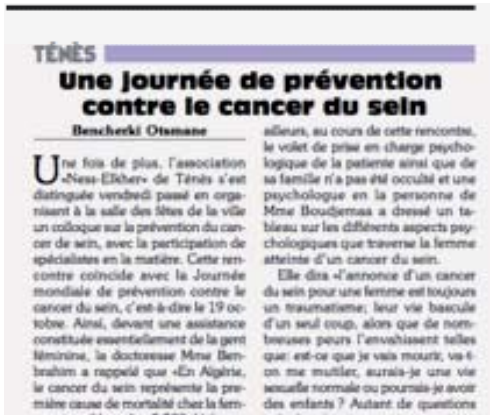 TÉNÈS
Une journée de prévention
contre le cancer du sein
Bencherki Otsmane
Une fois de plus, l'association
«Ness-Elkher» de Ténès s'est
distinguée vendredi passé en orga-
nisant à la salle des fêtes de la ville
un colloque sur la prévention du can-
cer de sein, avec la participation de
spécialistes en la matière. Cette ren-
contre coïncide avec la Journée
mondiale de prévention contre le
cancer du sein, c'est-à-dire le 19 oc-
tobre. Ainsi, devant une assistance
constituée essentiellement de la gent
féminine, la doctoresse Mme Ben-
brahim a rappelé que «En Algérie,
le cancer du sein représente la pre-
mière cause de mortalité chez la fem-
ailleurs, au cours de cette rencontre,
le volet de prise en charge psycho-
logique de la patiente ainsi que de
sa famille n'a pas été occulté et une
psychologue en la personne de
Mme Boudjemaa a dressé un ta-
bleau sur les différents aspects psy-
chologiques que traverse la femme
atteinte d'un cancer du sein.
Elle dira «l'annonce d'un cancer
du sein pour une femme est toujours
un traumatisme; leur vie bascule
d'un seul coup, alors que de nom-
breuses peurs l'envahissent telles
que: est-ce que je vais mourir, va-t-
on me mutiler, aurais-je une vie
sexuelle normale ou pourrais-je avoir
des enfants ? Autant de questions